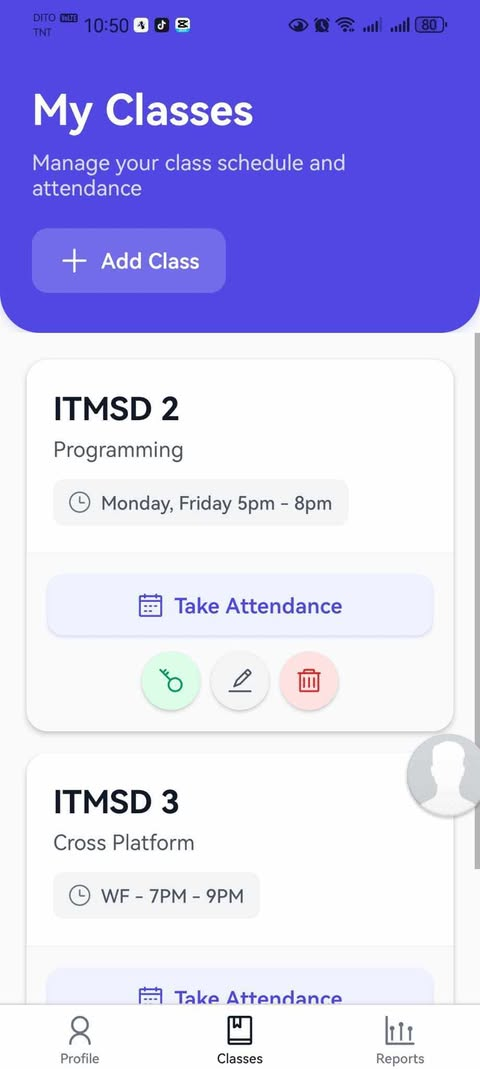 DITO VoLTE
TNT
10:50
80
My Classes
Manage your class schedule and
attendance
Add Class
ITMSD 2
Programming
Monday, Friday 5pm - 8pm
Take Attendance
ITMSD 3
Cross Platform
WF - 7PM - 9PM
Take Attendance
Profile
Classes
Reports